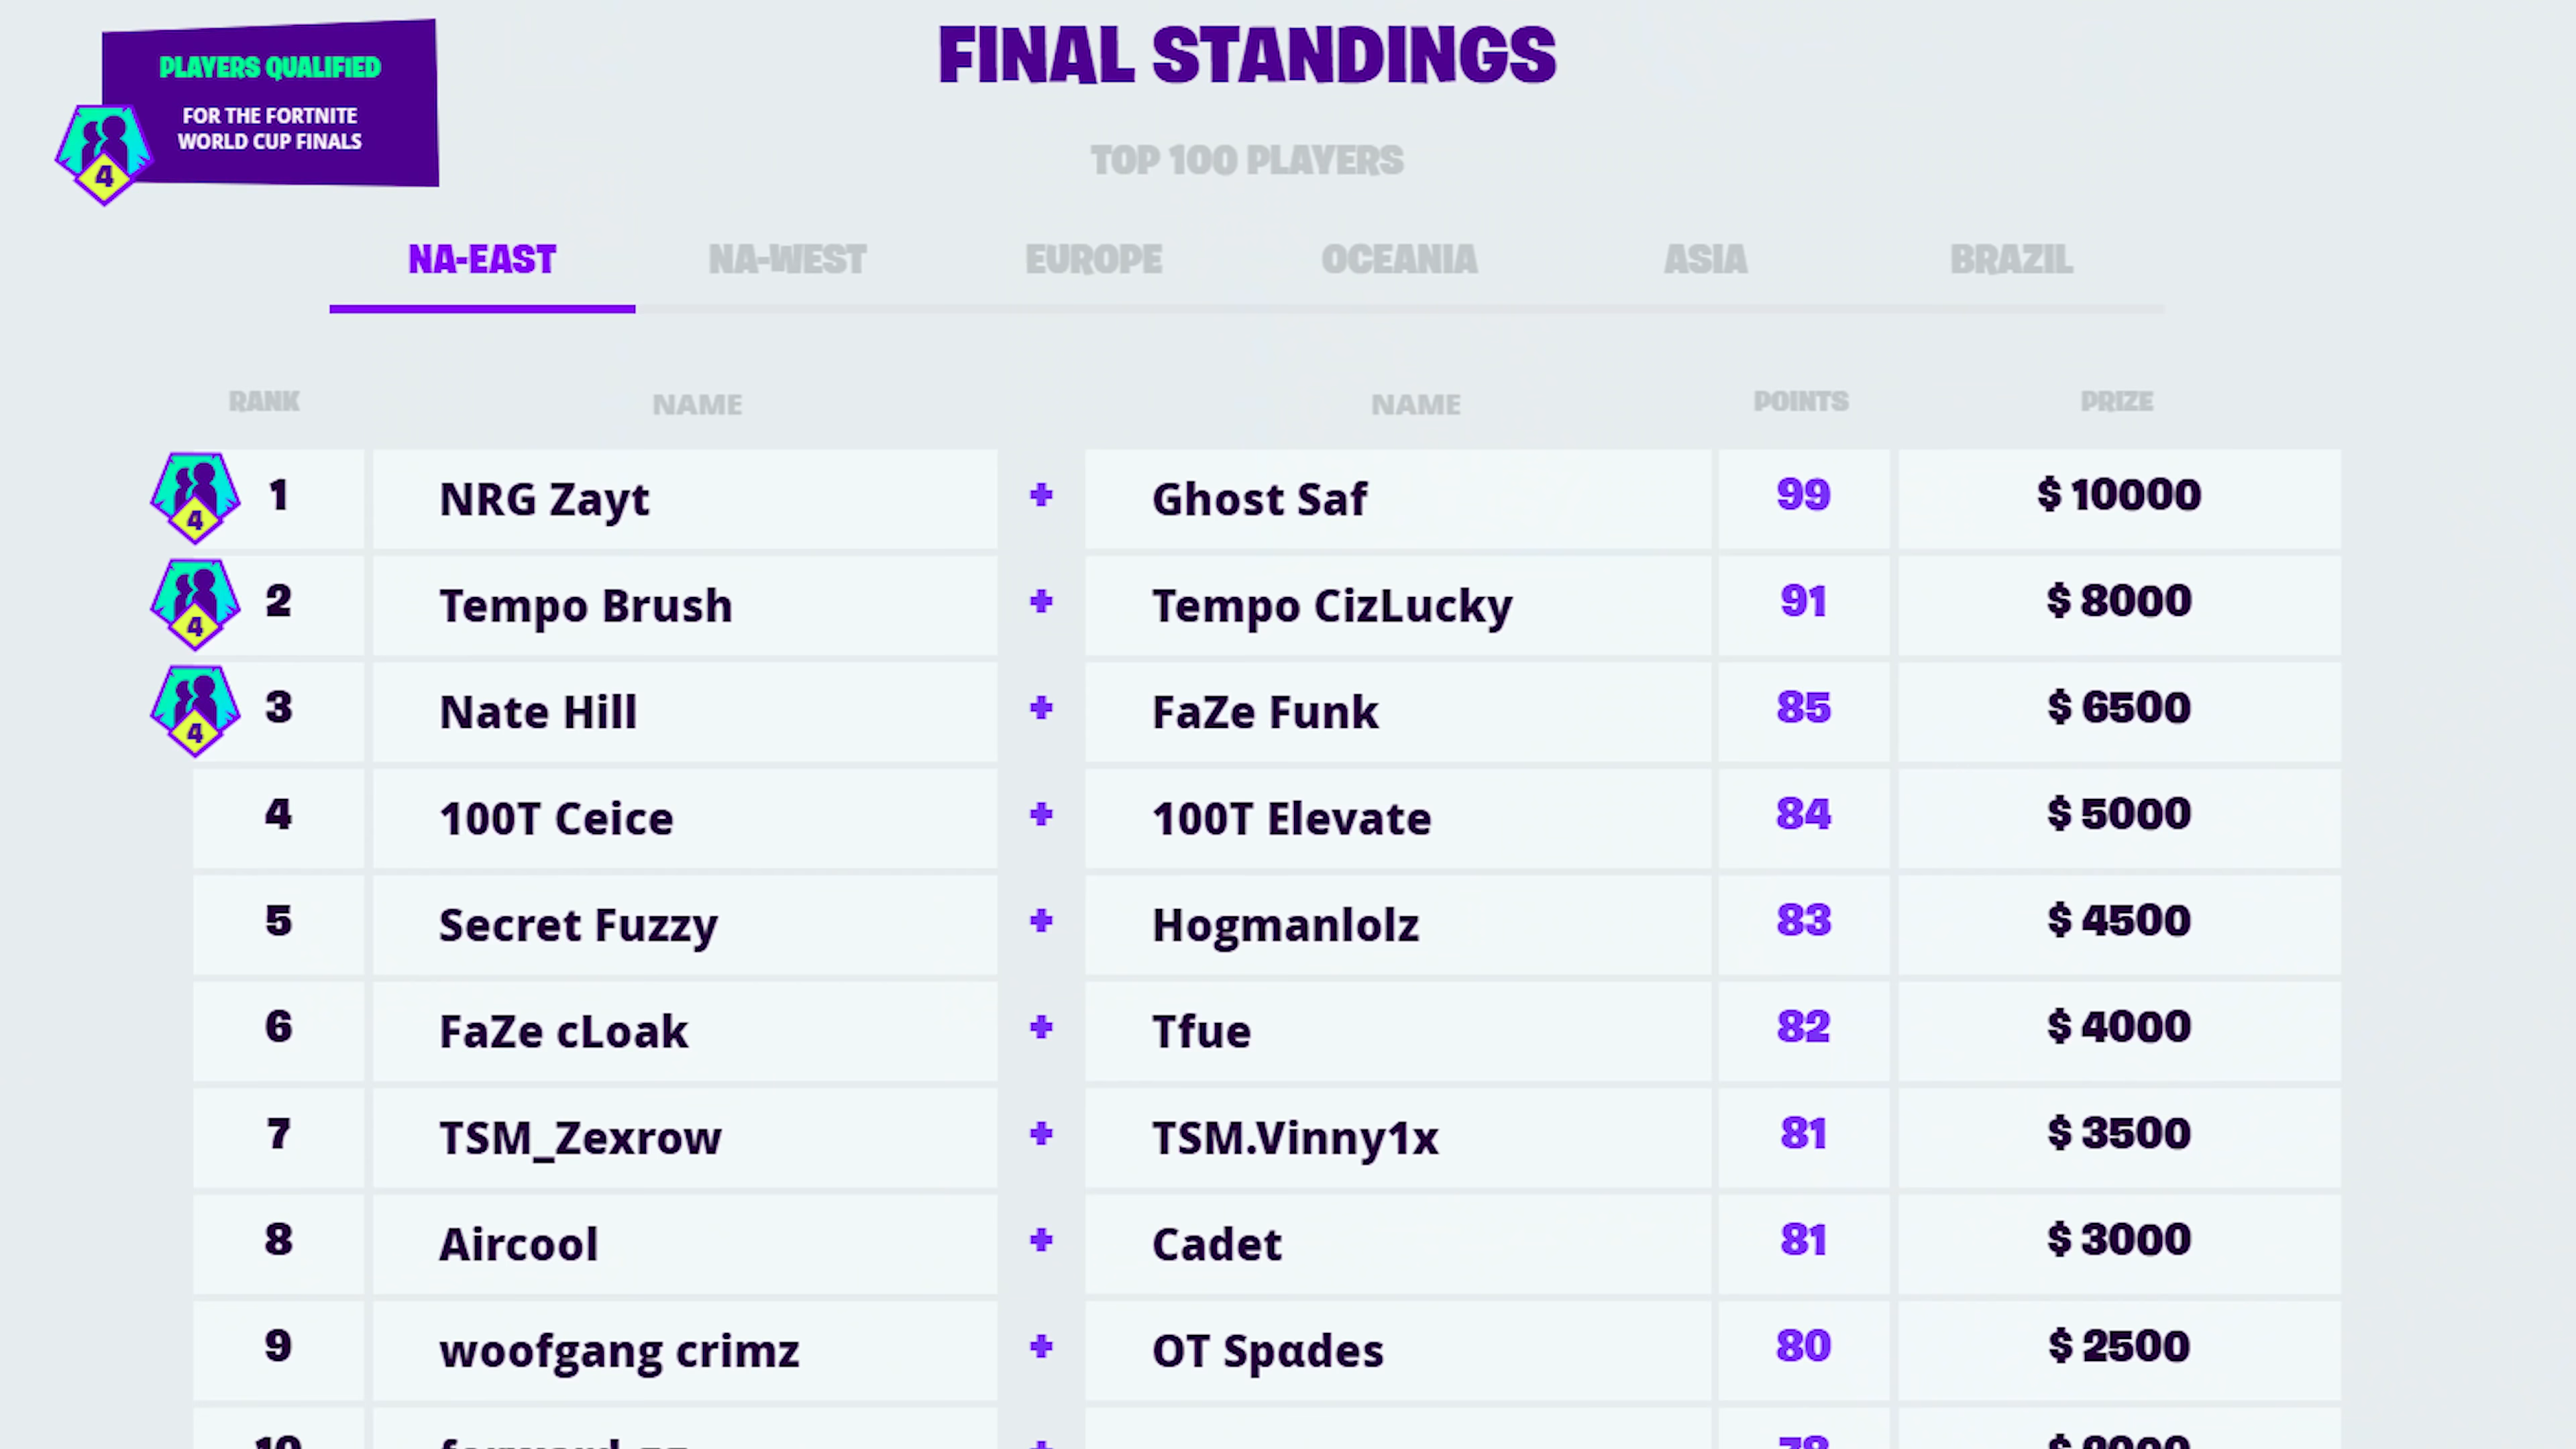 PLAYERS QUALIFIED
FOR THE FORTNITE
WORLD CUP FINALS
4
FINAL STANDINGS
TOP 100 PLAYERS
NA-EAST NA-WEST EUROPE OCEANIA ASIA BRAZIL
RANK NAME NAME POINTS PRIZE
4 1 NRG Zayt + Ghost Saf 99 $ 10000
4 2 Tempo Brush + Tempo CizLucky 91 $ 8000
4 3 Nate Hill + FaZe Funk 85 $ 6500
4 100T Ceice + 100T Elevate 84 $ 5000
5 Secret Fuzzy + Hogmanlolz 83 $ 4500
6 FaZe cLoak + Tfue 82 $ 4000
7 TSM_Zexrow + TSM.Vinny1x 81 $ 3500
8 Aircool + Cadet 81 $ 3000
9 woofgang crimz + OT Spαdes 80 $ 2500
10 +